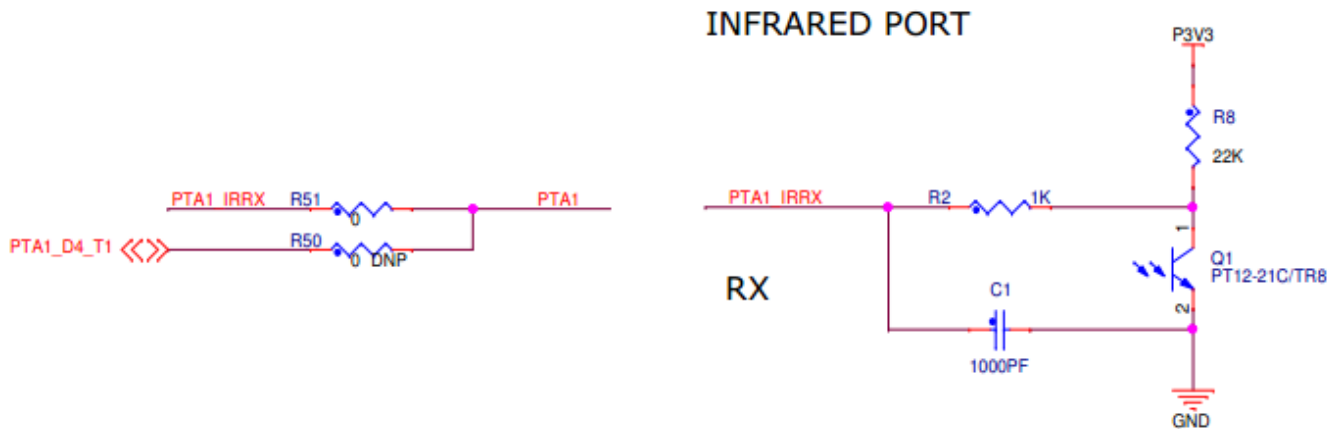 INFRARED PORT
P3V3
R8
22K
PTA1_IRRX R51 PTA1
0
PTA1_D4_T1 R50
0 DNP
PTA1_IRRX R2 1K
1
Q1
PT12-21C/TR8
RX
2
C1
1000PF
GND